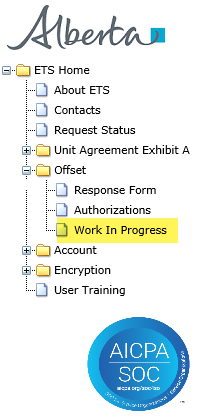 Alberta
ETS Home
About ETS
Contacts
Request Status
Unit Agreement Exhibit A
Offset
Response Form
Authorizations
Work In Progress
Account
Encryption
User Training
AICPA
SOC
aicpa.org/soc4so